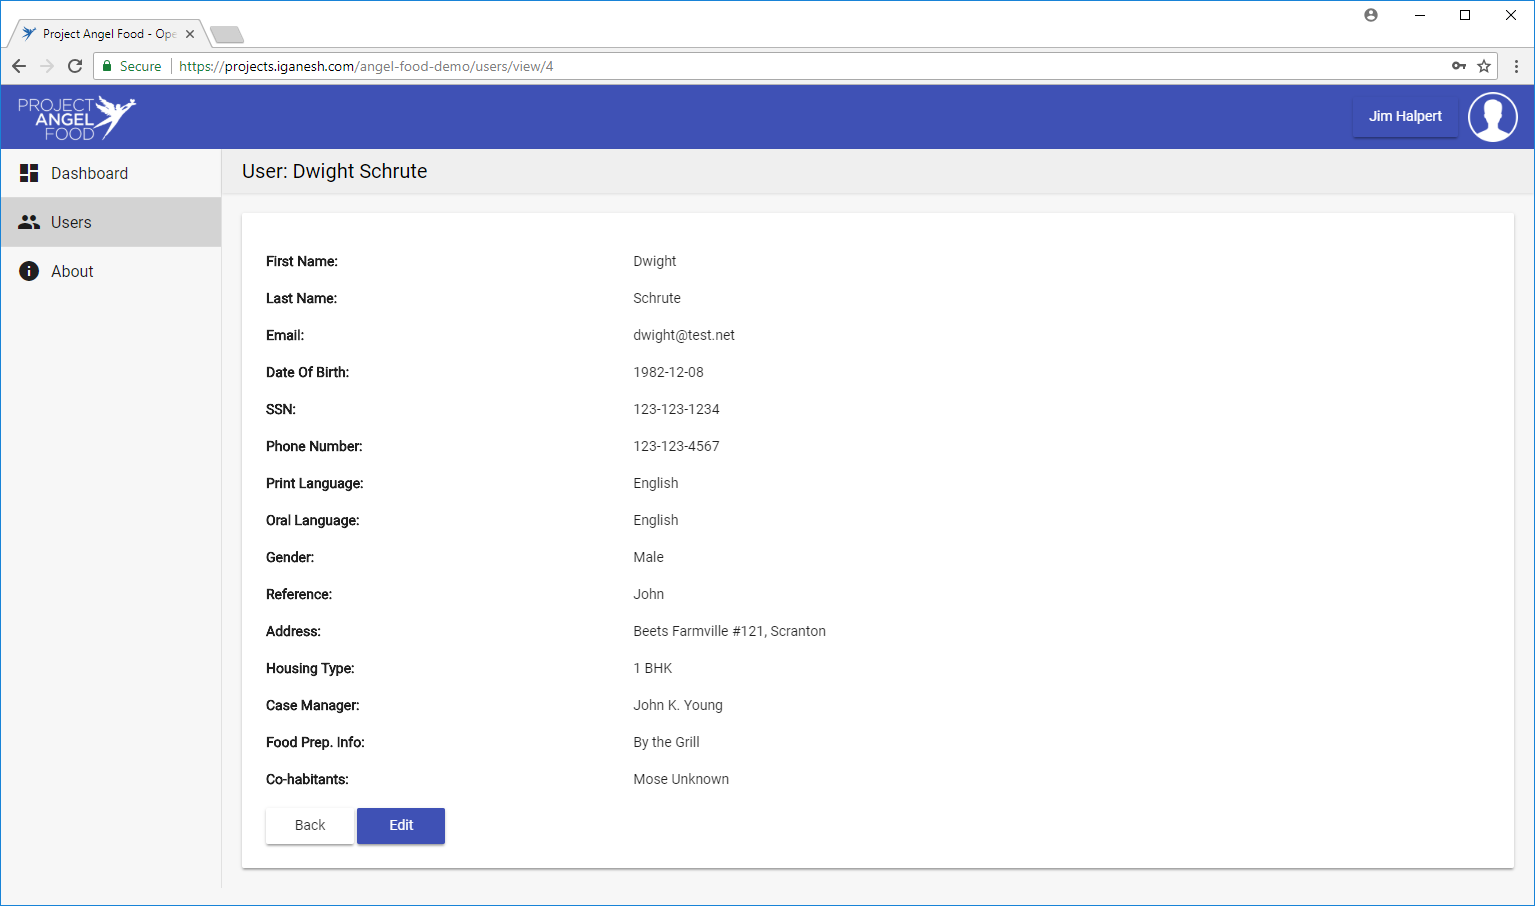 Project Angel Food - Ope
Secure https://projects.iganesh.com/angel-food-demo/users/view/4
PROJECT
ANGEL
FOOD
Jim Halpert
Dashboard
Users
About
User: Dwight Schrute
First Name: Dwight
Last Name: Schrute
Email: dwight@test.net
Date Of Birth: 1982-12-08
SSN: 123-123-1234
Phone Number: 123-123-4567
Print Language: English
Oral Language: English
Gender: Male
Reference: John
Address: Beets Farmville #121, Scranton
Housing Type: 1 BHK
Case Manager: John K. Young
Food Prep. Info: By the Grill
Co-habitants: Mose Unknown
Back Edit